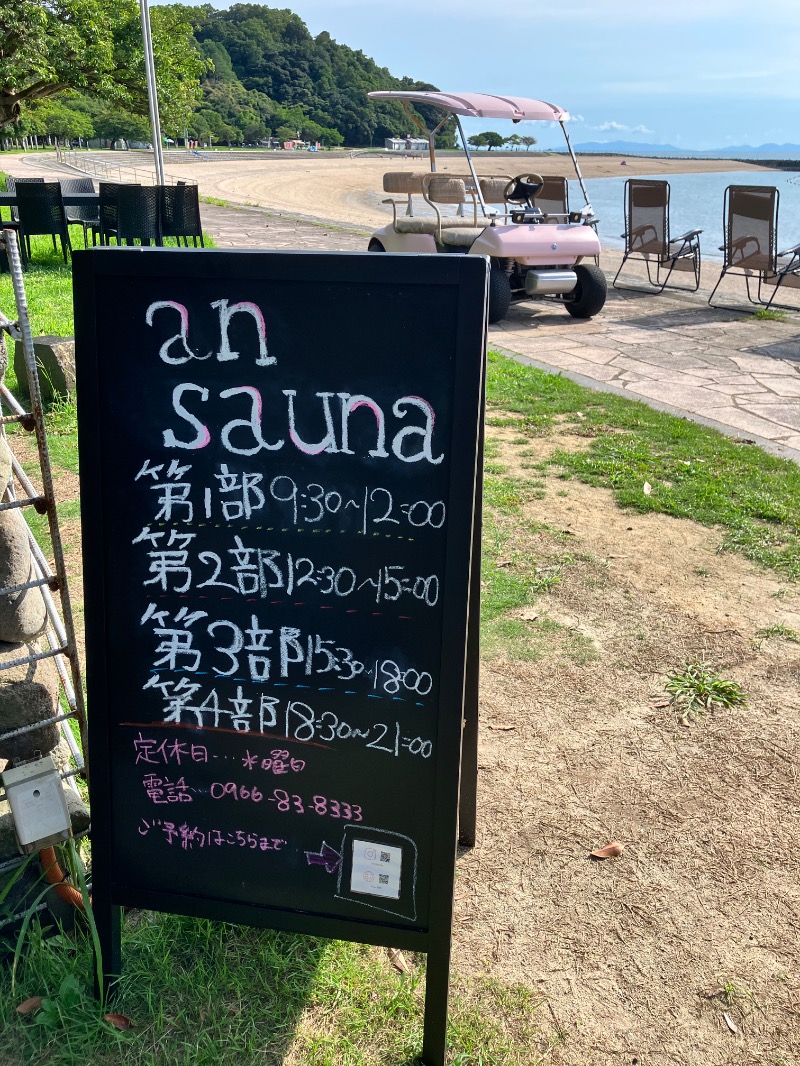 an
sauna
第1部 9:30~12:00
第2部 12:30~15:00
第3部 15:30~18:00
第4部 18:30~21:00
定休日…水曜日
電話…0966-83-8333
ご予約はこちらまで